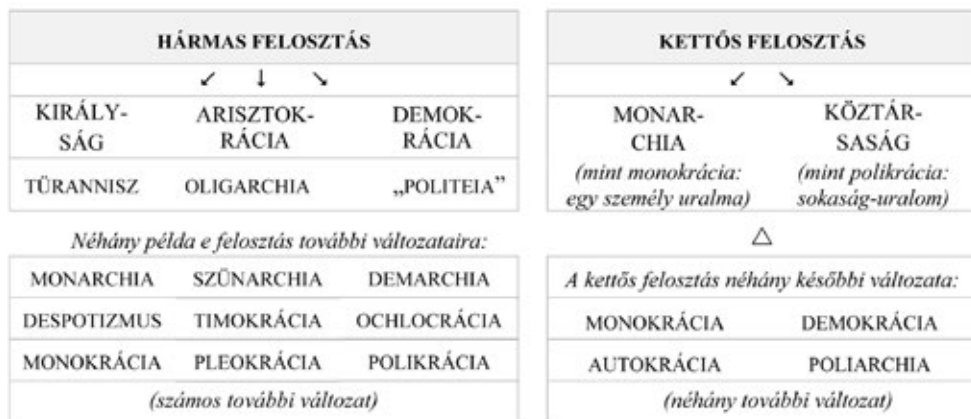 HÁRMAS FELOSZTÁS
↙ ↓ ↘
KIRÁLY- ARISZTOK- DEMOK-
SÁG RÁCIA RÁCIA
TÜRANNISZ OLIGARCHIA „POLITEIA”
Néhány példa e felosztás további változataira:
MONARCHIA SZÜNARCHIA DEMARCHIA
DESPOTIZMUS TIMOKRÁCIA OCHLOCRÁCIA
MONOKRÁCIA PLEOKRÁCIA POLIKRÁCIA
(számos további változat)
KETTŐS FELOSZTÁS
↙ ↘
MONAR- KÖZTÁR-
CHIA SASÁG
(mint monokrácia: (mint polikrácia:
egy személy uralma) sokaság-uralom)
△
A kettős felosztás néhány későbbi változata:
MONOKRÁCIA DEMOKRÁCIA
AUTOKRÁCIA POLIARCHIA
(néhány további változat)